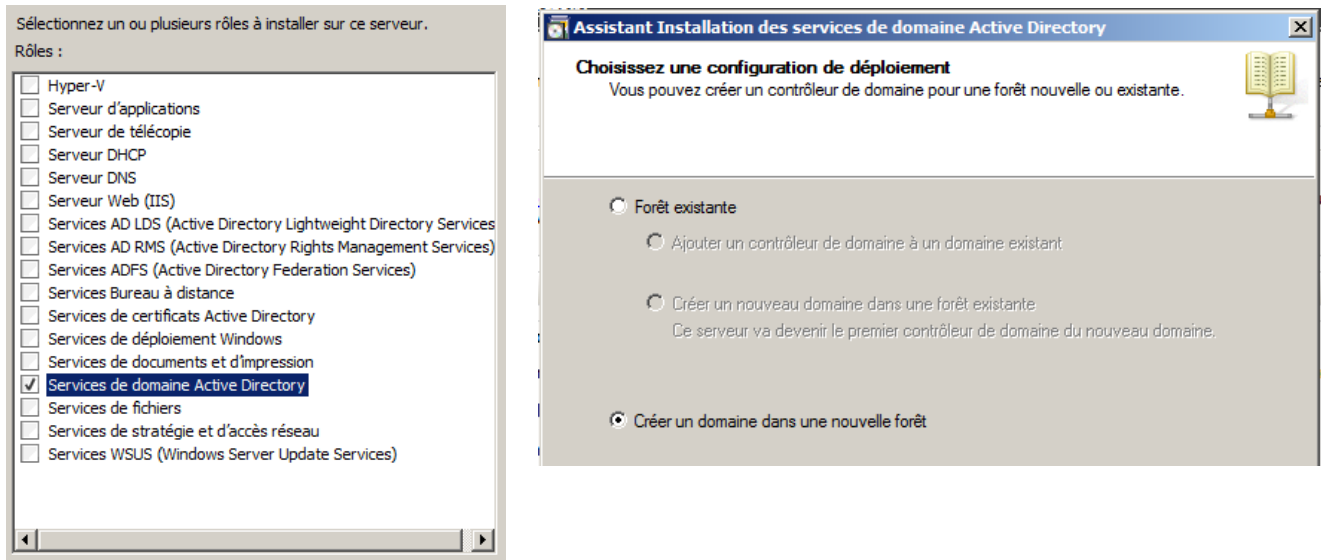 Sélectionnez un ou plusieurs rôles à installer sur ce serveur.
Rôles :
Hyper-V
Serveur d'applications
Serveur de télécopie
Serveur DHCP
Serveur DNS
Serveur Web (IIS)
Services AD LDS (Active Directory Lightweight Directory Services
Services AD RMS (Active Directory Rights Management Services)
Services ADFS (Active Directory Federation Services)
Services Bureau à distance
Services de certificats Active Directory
Services de déploiement Windows
Services de documents et d'impression
Services de domaine Active Directory
Services de fichiers
Services de stratégie et d'accès réseau
Services WSUS (Windows Server Update Services)
Assistant Installation des services de domaine Active Directory
Choisissez une configuration de déploiement
Vous pouvez créer un contrôleur de domaine pour une forêt nouvelle ou existante.
Forêt existante
Ajouter un contrôleur de domaine à un domaine existant
Créer un nouveau domaine dans une forêt existante
Ce serveur va devenir le premier contrôleur de domaine du nouveau domaine.
Créer un domaine dans une nouvelle forêt